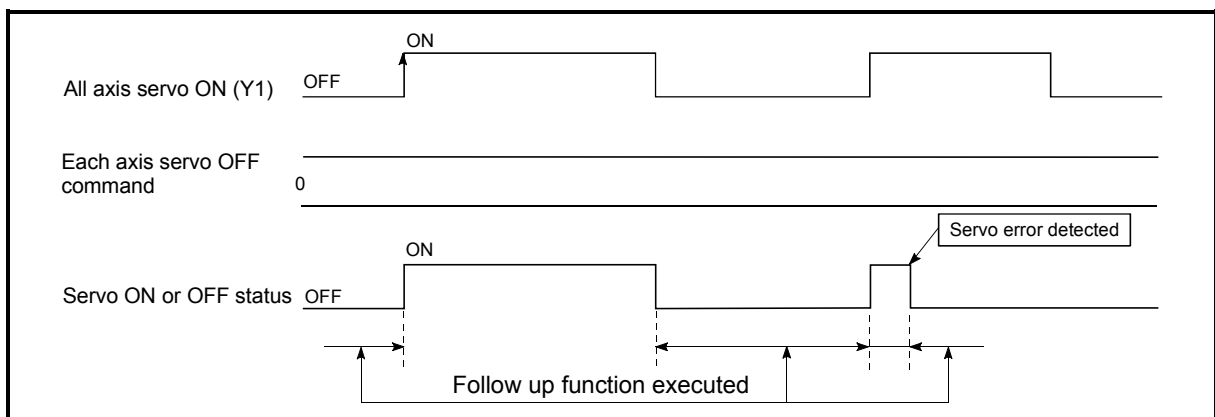 ON
All axis servo ON (Y1) OFF
Each axis servo OFF
command 0
Servo error detected
ON
Servo ON or OFF status OFF
Follow up function executed